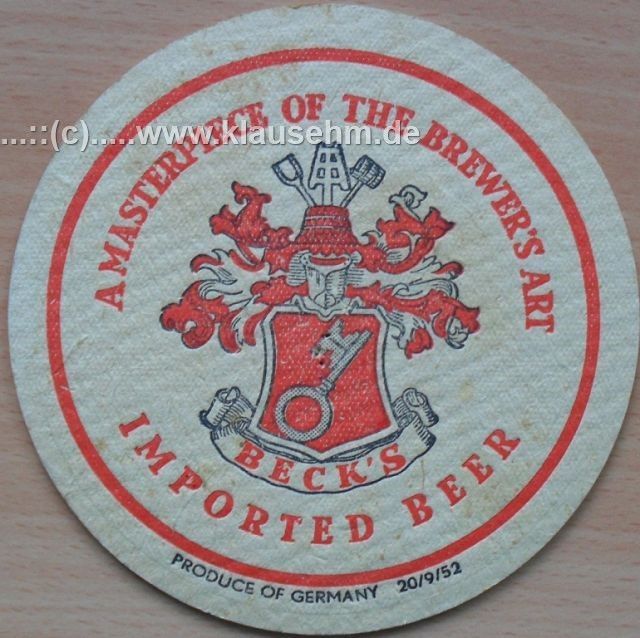 A MASTERPIECE OF THE BREWER'S ART
...::(c).....www.klausehm.de
BECK'S
IMPORTED BEER
PRODUCE OF GERMANY 20/9/52